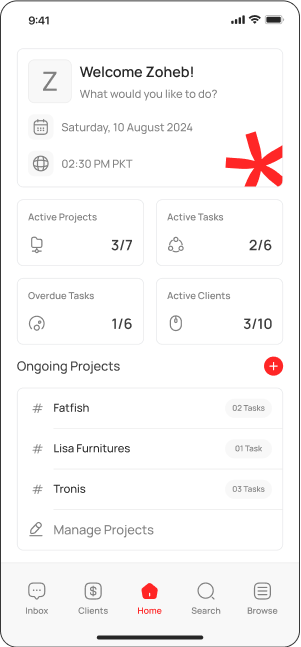 9:41
Z
Welcome Zoheb!
What would you like to do?
Saturday, 10 August 2024
02:30 PM PKT
Active Projects
3/7
Active Tasks
2/6
Overdue Tasks
1/6
Active Clients
3/10
Ongoing Projects
+
# Fatfish 02 Tasks
# Lisa Furnitures 01 Task
# Tronis 03 Tasks
Manage Projects
Inbox $ Clients Home Search Browse